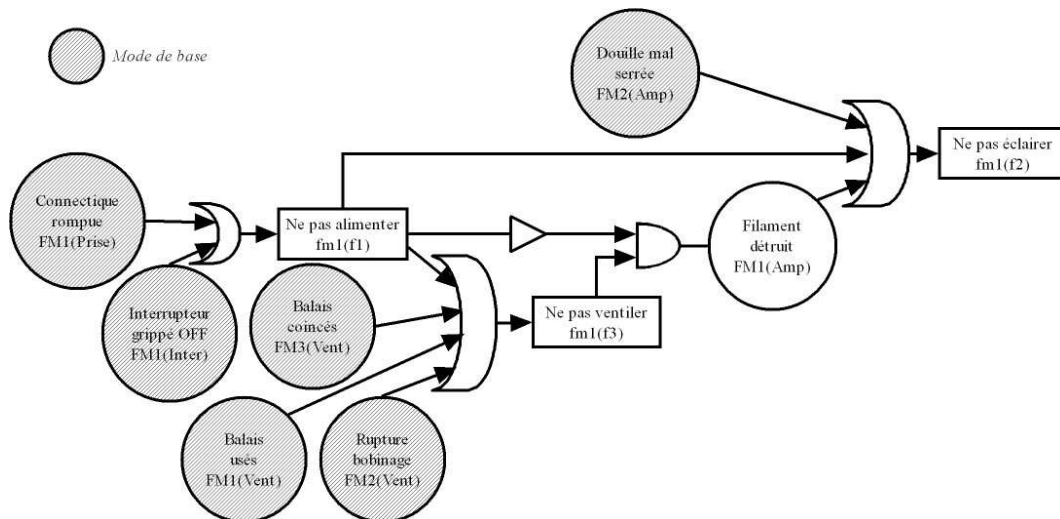 Mode de base
Douille mal
serrée
FM2(Amp)
Ne pas éclairer
fm1(f2)
Connectique
rompue
FM1(Prise)
Ne pas alimenter
fm1(f1)
Filament
détruit
FM1(Amp)
Interrupteur
grippé OFF
FM1(Inter)
Balais
coincés
FM3(Vent)
Ne pas ventiler
fm1(f3)
Balais
usés
FM1(Vent)
Rupture
bobinage
FM2(Vent)